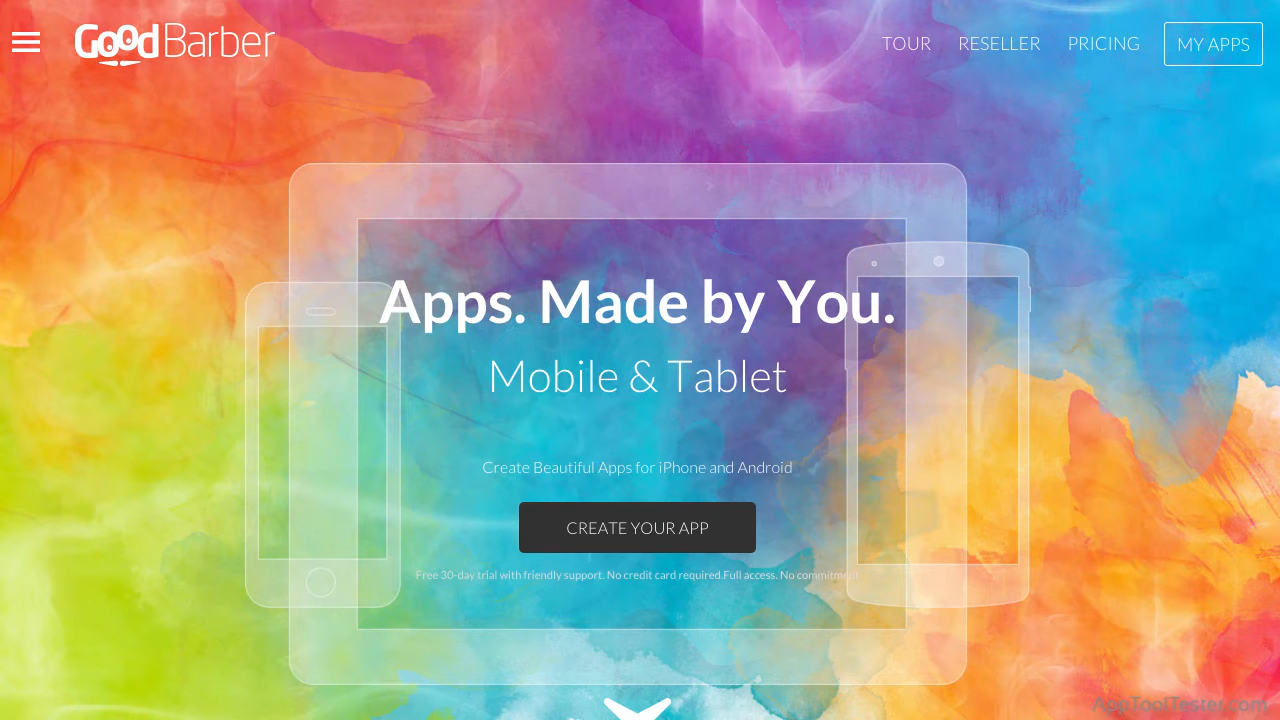 GoodBarber
TOUR
RESELLER
PRICING
MY APPS
Apps. Made by You.
Mobile & Tablet
Create Beautiful Apps for iPhone and Android
CREATE YOUR APP
Free 30-day trial with friendly support. No credit card required.Full access. No commitment
AppToolTester.com